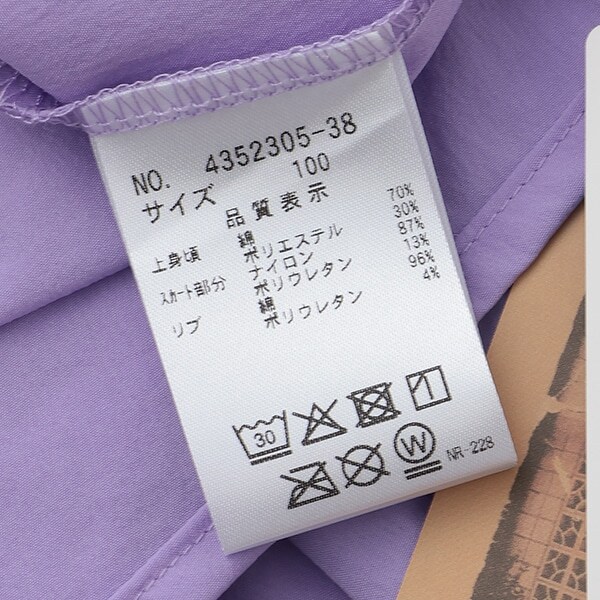 NO. 4352305-38
サイズ 100
品質表示
上身頃 綿 70%
ポリエステル 30%
スカート部分 ナイロン 87%
ポリウレタン 13%
リブ 綿 96%
ポリウレタン 4%
30
W
NR-228